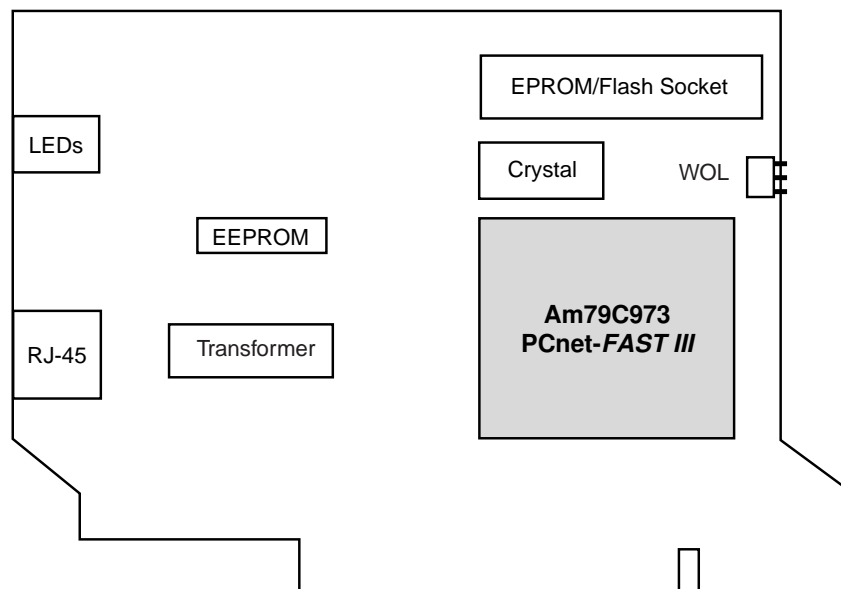 EPROM/Flash Socket
LEDs
Crystal
WOL
EEPROM
Am79C973
PCnet-FAST III
RJ-45
Transformer